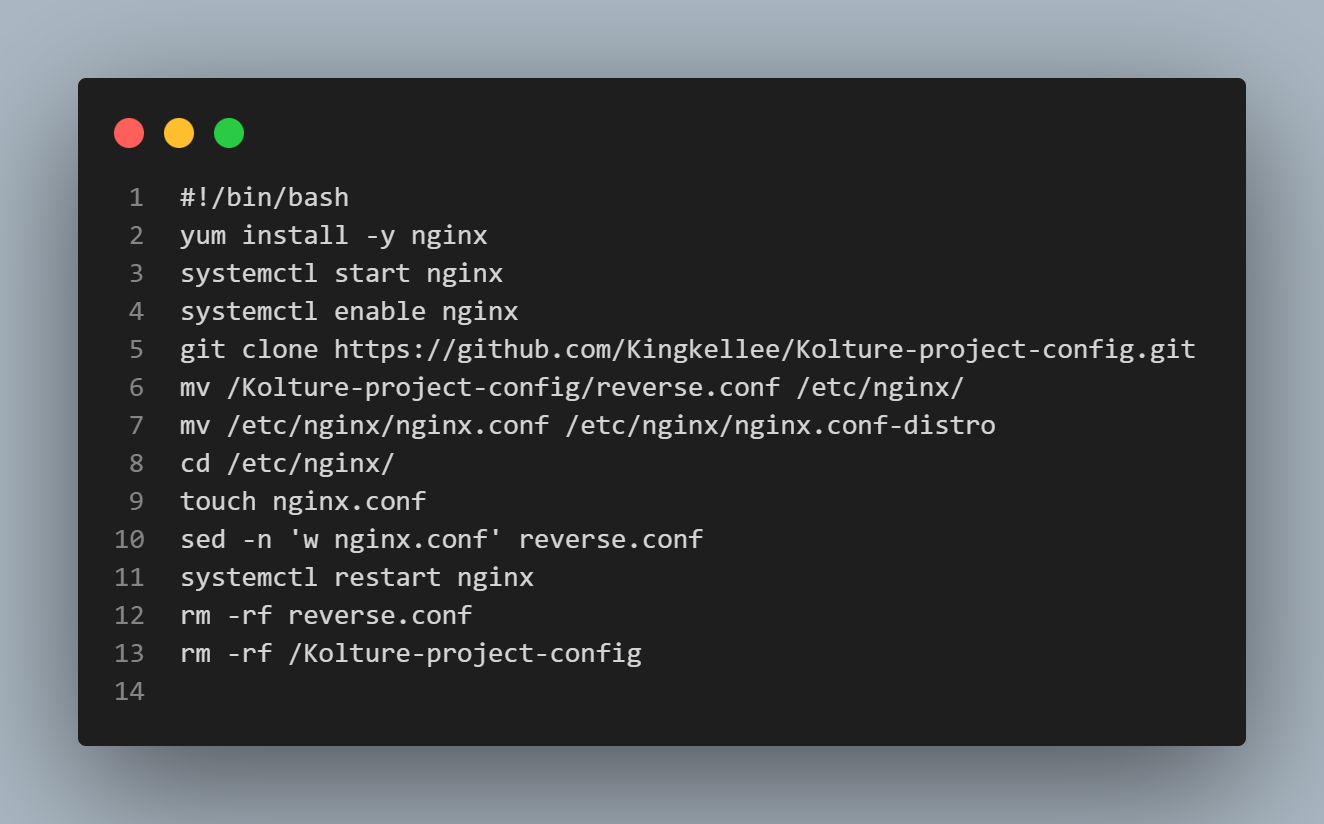 1 #!/bin/bash
2 yum install -y nginx
3 systemctl start nginx
4 systemctl enable nginx
5 git clone https://github.com/Kingkellee/Kolture-project-config.git
6 mv /Kolture-project-config/reverse.conf /etc/nginx/
7 mv /etc/nginx/nginx.conf /etc/nginx/nginx.conf-distro
8 cd /etc/nginx/
9 touch nginx.conf
10 sed -n 'w nginx.conf' reverse.conf
11 systemctl restart nginx
12 rm -rf reverse.conf
13 rm -rf /Kolture-project-config
14